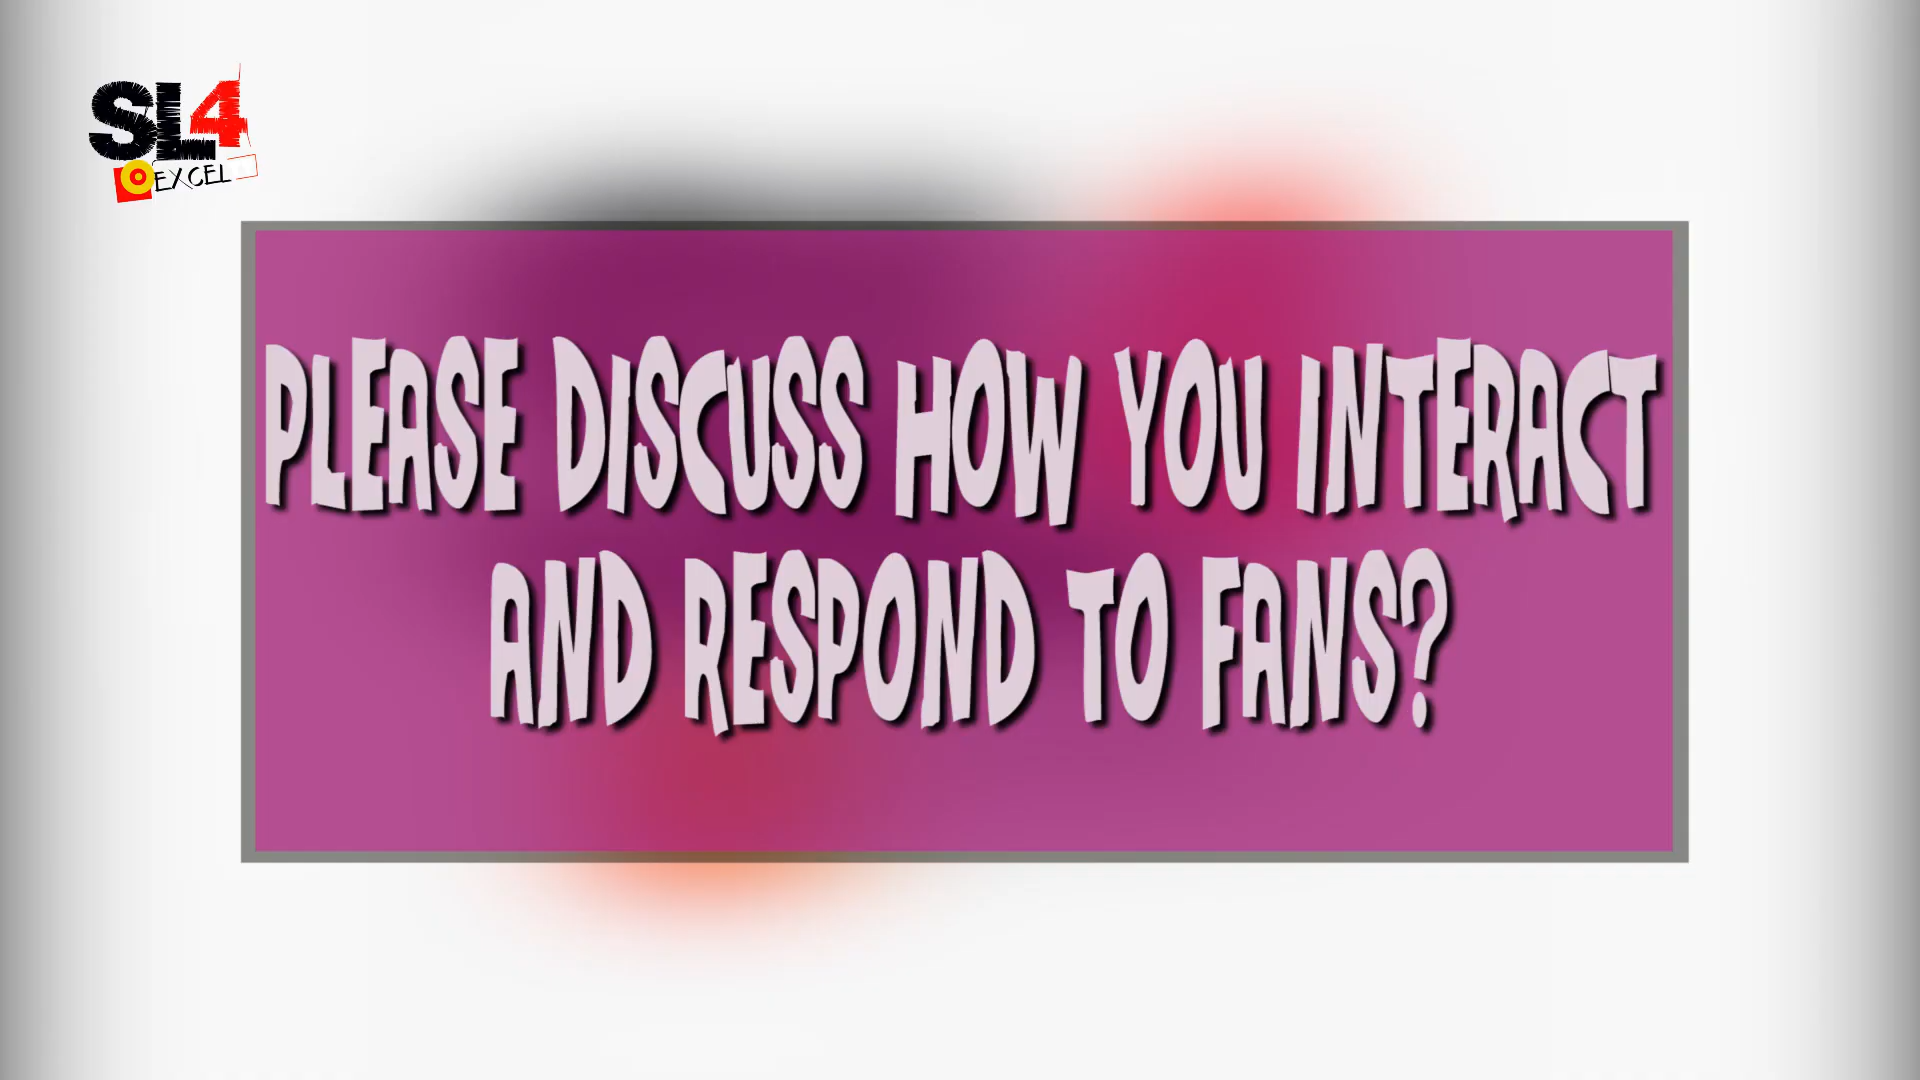 SL4
EXCEL
PLEASE DISCUSS HOW YOU INTERACT
AND RESPOND TO FANS?